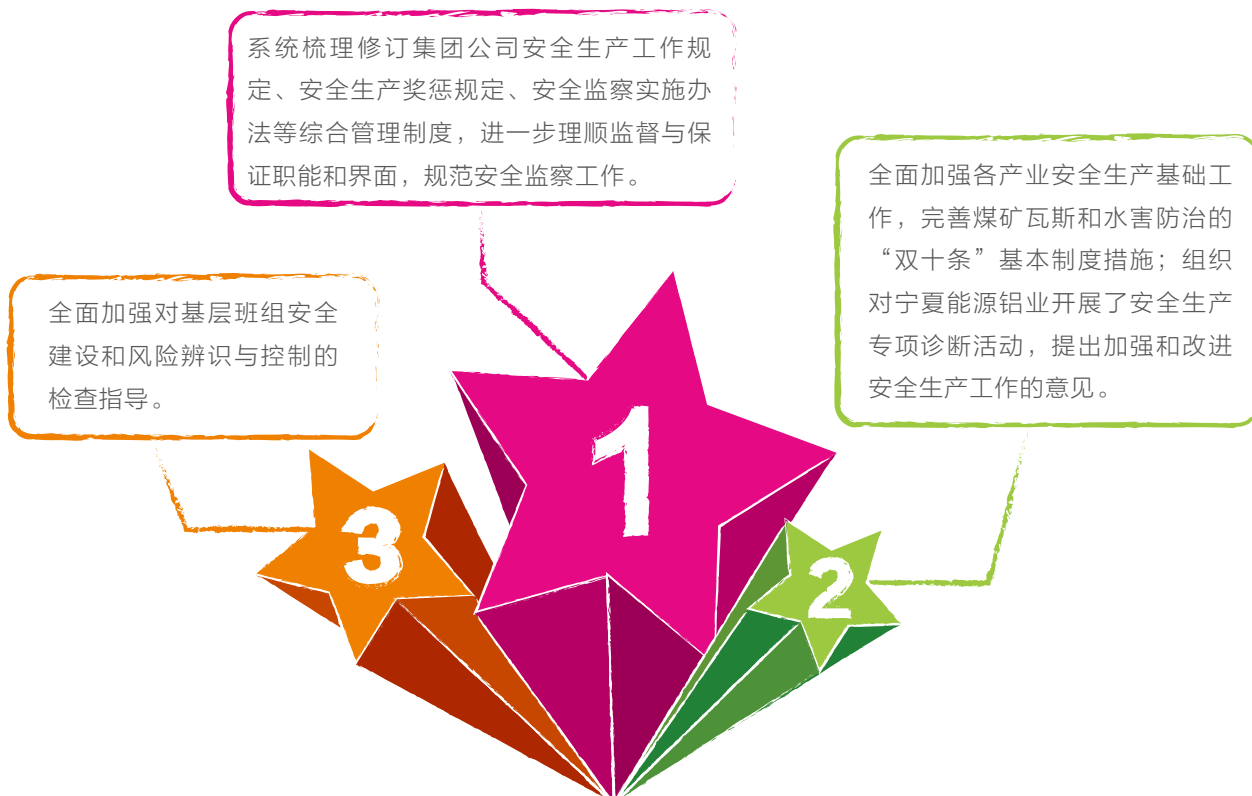 系统梳理修订集团公司安全生产工作规
定、安全生产奖惩规定、安全监察实施办
法等综合管理制度，进一步理顺监督与保
证职能和界面，规范安全监察工作。
全面加强各产业安全生产基础工
作，完善煤矿瓦斯和水害防治的
“双十条”基本制度措施；组织
对宁夏能源铝业开展了安全生产
专项诊断活动，提出加强和改进
安全生产工作的意见。
全面加强对基层班组安全
建设和风险辨识与控制的
检查指导。
1
3
2